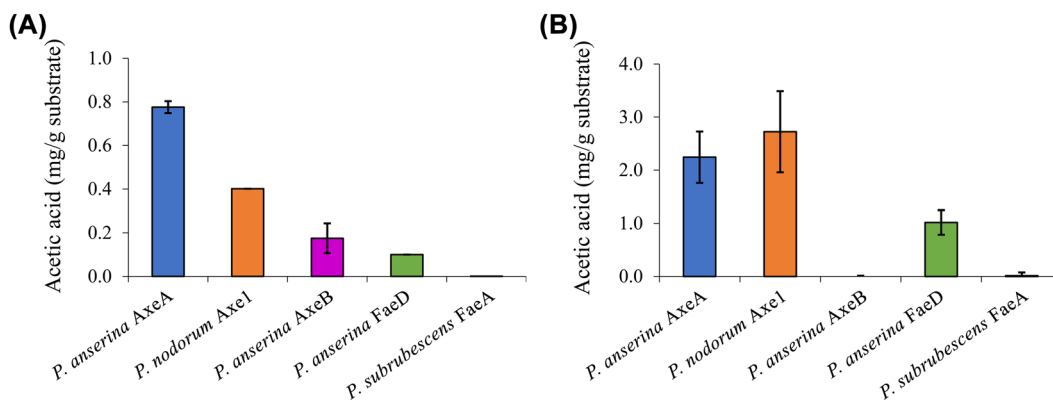 (A)
Acetic acid (mg/g substrate)
1.0
0.8
0.6
0.4
0.2
0.0
P. anserina AxeA
P. nodorum Axe1
P. anserina AxeB
P. anserina FaeD
P. subrubescens FaeA
(B)
Acetic acid (mg/g substrate)
4.0
3.0
2.0
1.0
0.0
P. anserina AxeA
P. nodorum Axe1
P. anserina AxeB
P. anserina FaeD
P. subrubescens FaeA